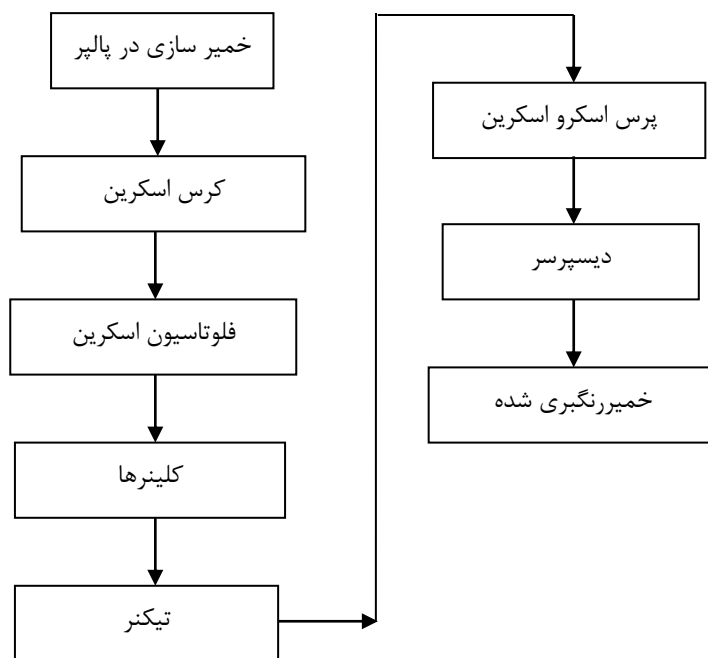 خمیر سازی در پالپر
کرس اسکرین
فلوتاسیون اسکرین
کلینرها
تیکنر
پرس اسکرو اسکرین
دیسپرسر
خمیررنگبری شده